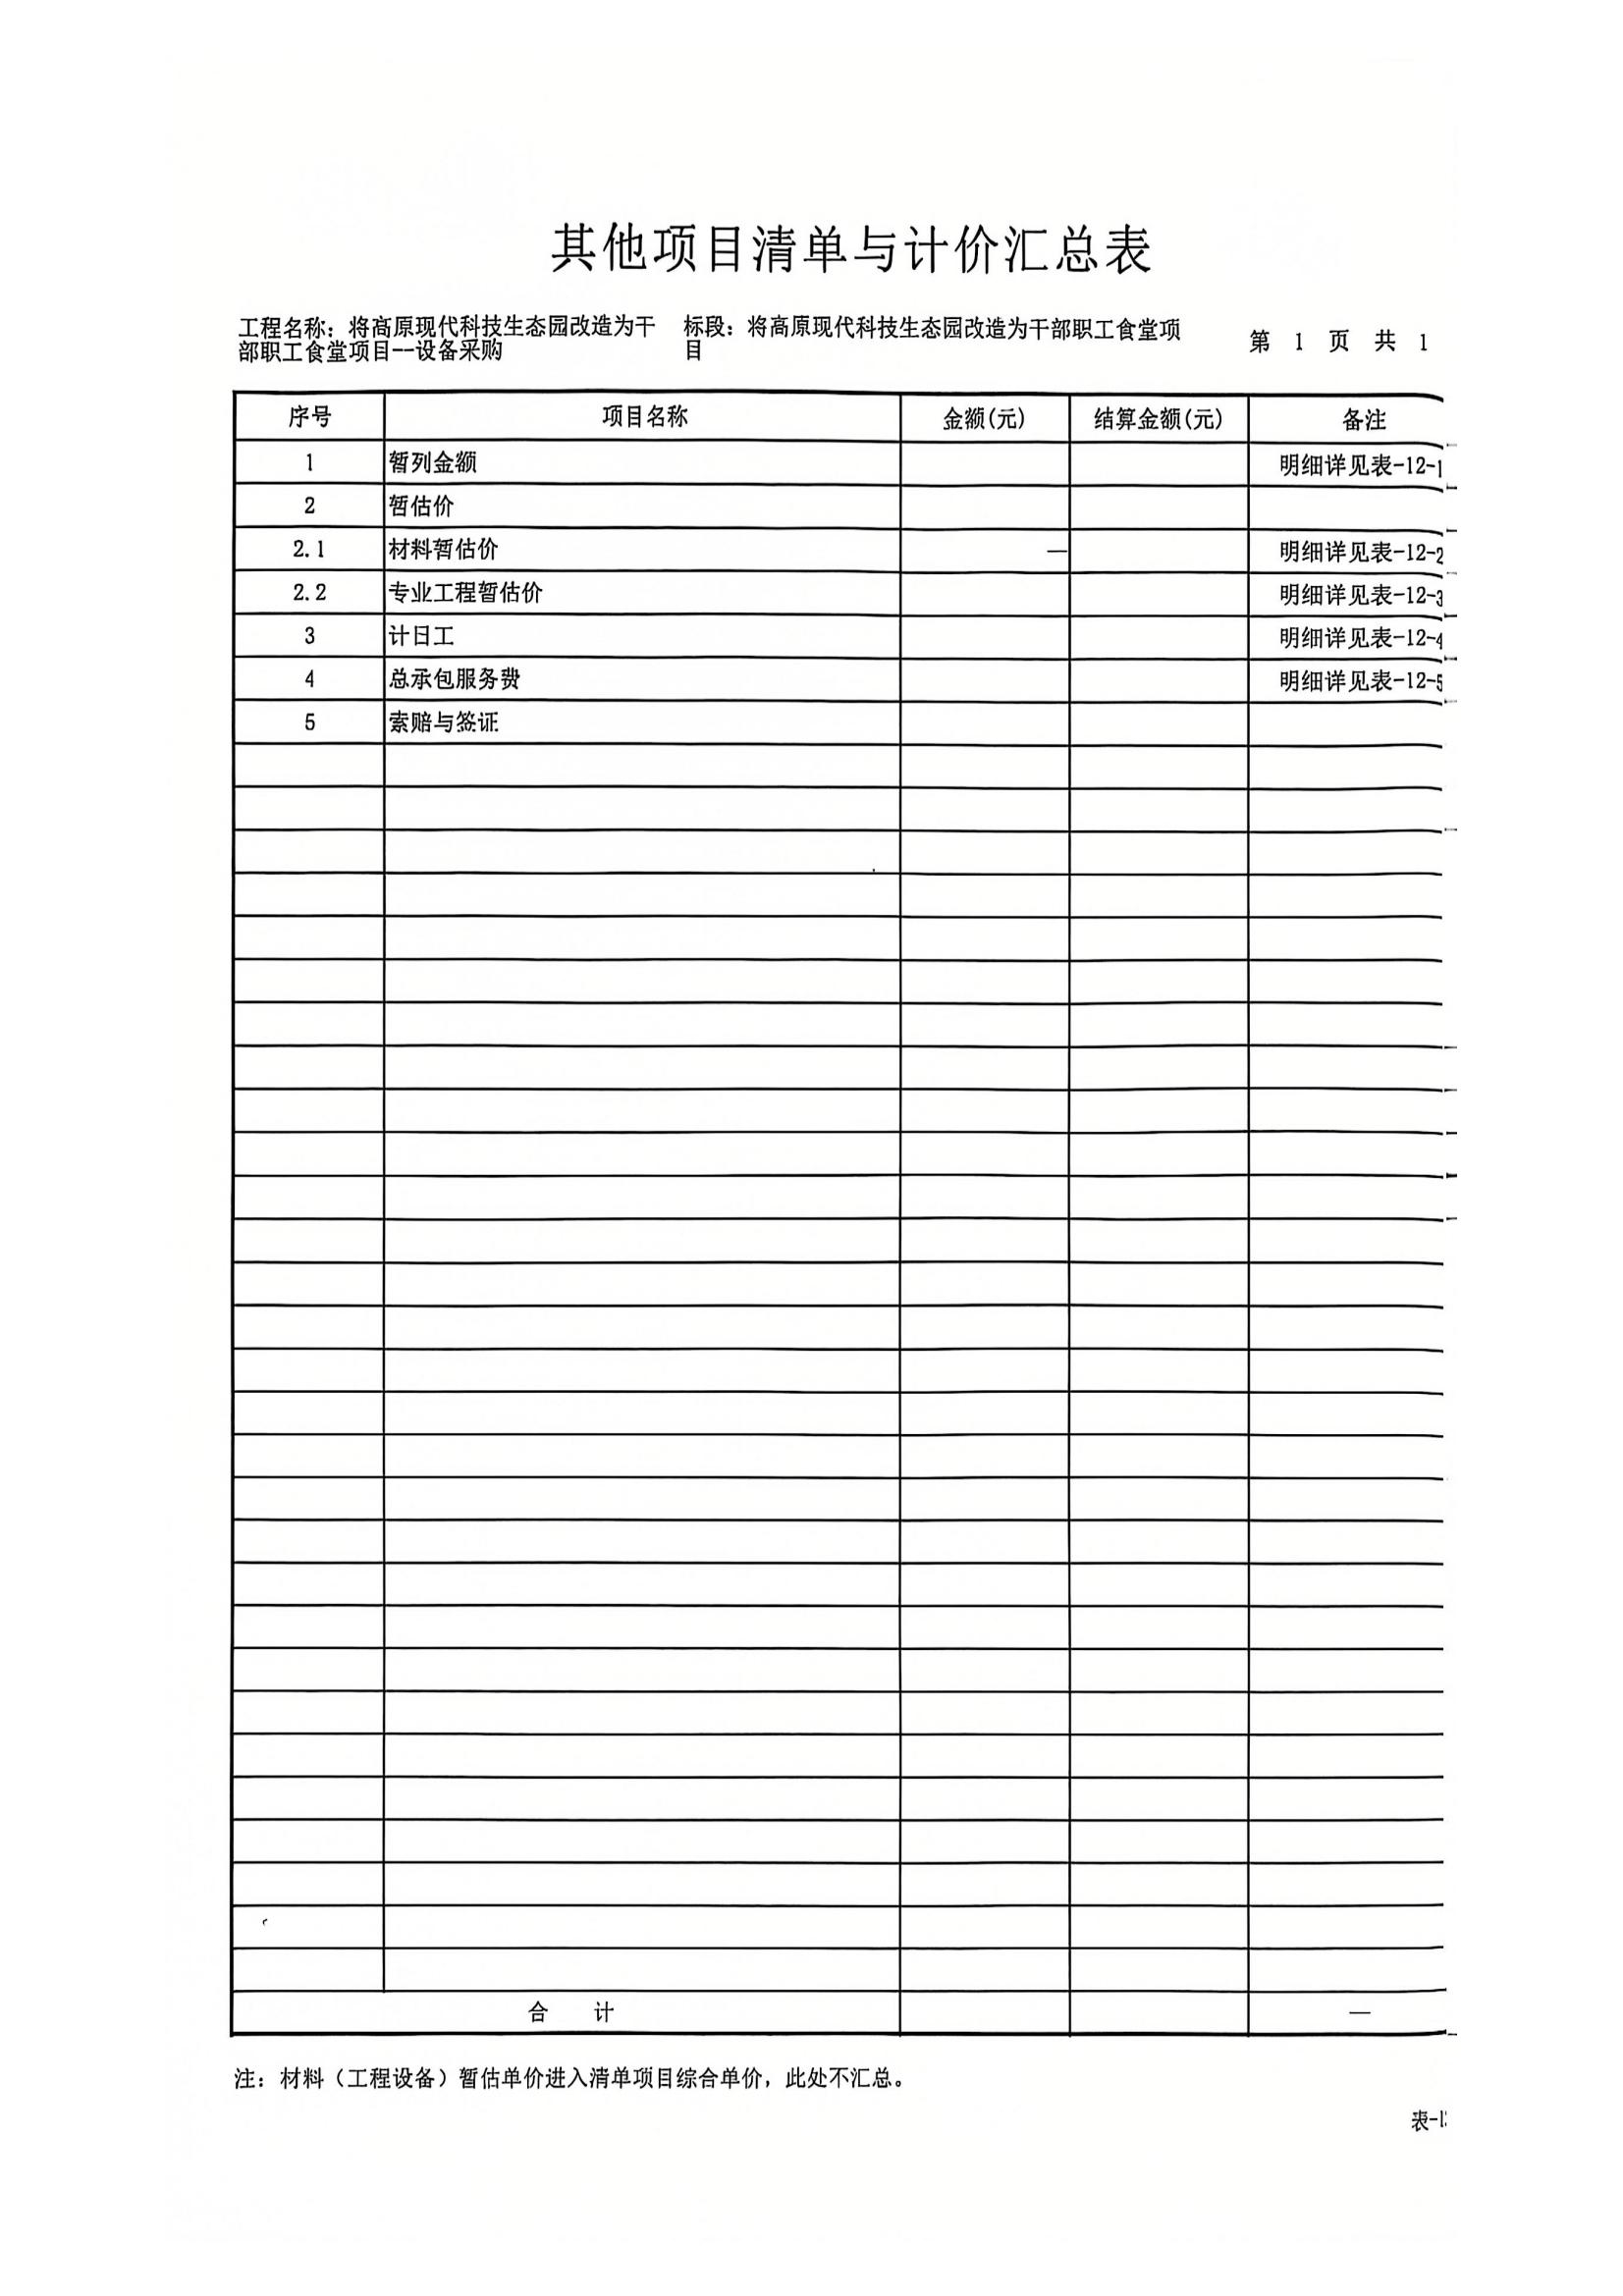 其他项目清单与计价汇总表
工程名称：将高原现代科技生态园改造为干
部职工食堂项目--设备采购
标段：将高原现代科技生态园改造为干部职工食堂项
目
第 1 页 共 1
序号 项目名称 金额(元) 结算金额(元) 备注
1 暂列金额 明细详见表-12-1
2 暂估价
2.1 材料暂估价 — 明细详见表-12-2
2.2 专业工程暂估价 明细详见表-12-3
3 计日工 明细详见表-12-4
4 总承包服务费 明细详见表-12-5
5 索赔与签证
合 计 —
注：材料（工程设备）暂估单价进入清单项目综合单价，此处不汇总。
表-1